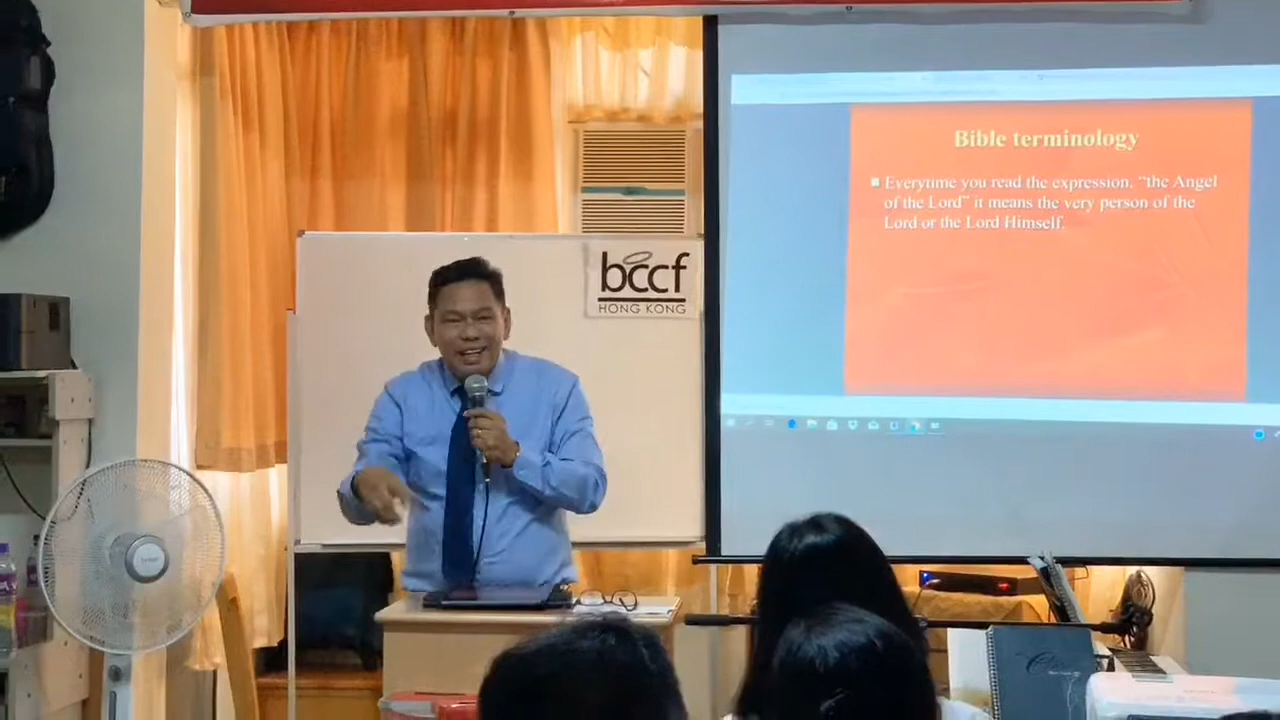 Bible terminology
Everytime you read the expression, "the Angel
of the Lord" it means the very person of the
Lord or the Lord Himself.
bccf
HONG KONG